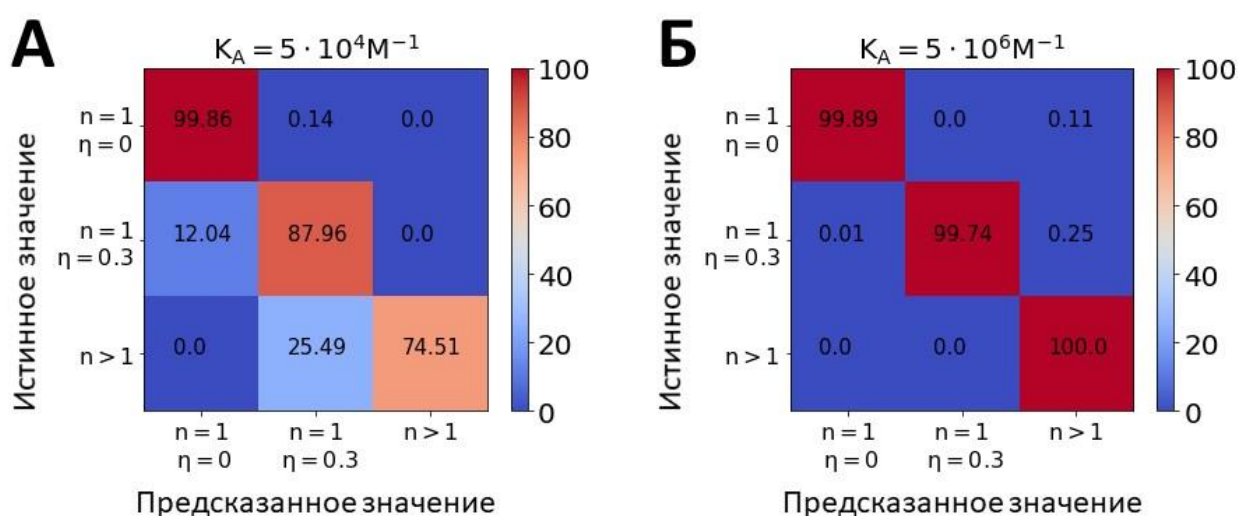 А
K_A = 5 · 10⁴M⁻¹
Истинное значение
n = 1
η = 0
n = 1
η = 0.3
n > 1
99.86 0.14 0.0
12.04 87.96 0.0
0.0 25.49 74.51
n = 1
η = 0
n = 1
η = 0.3
n > 1
Предсказанное значение
100
80
60
40
20
0
Б
K_A = 5 · 10⁶M⁻¹
Истинное значение
n = 1
η = 0
n = 1
η = 0.3
n > 1
99.89 0.0 0.11
0.01 99.74 0.25
0.0 0.0 100.0
n = 1
η = 0
n = 1
η = 0.3
n > 1
Предсказанное значение
100
80
60
40
20
0